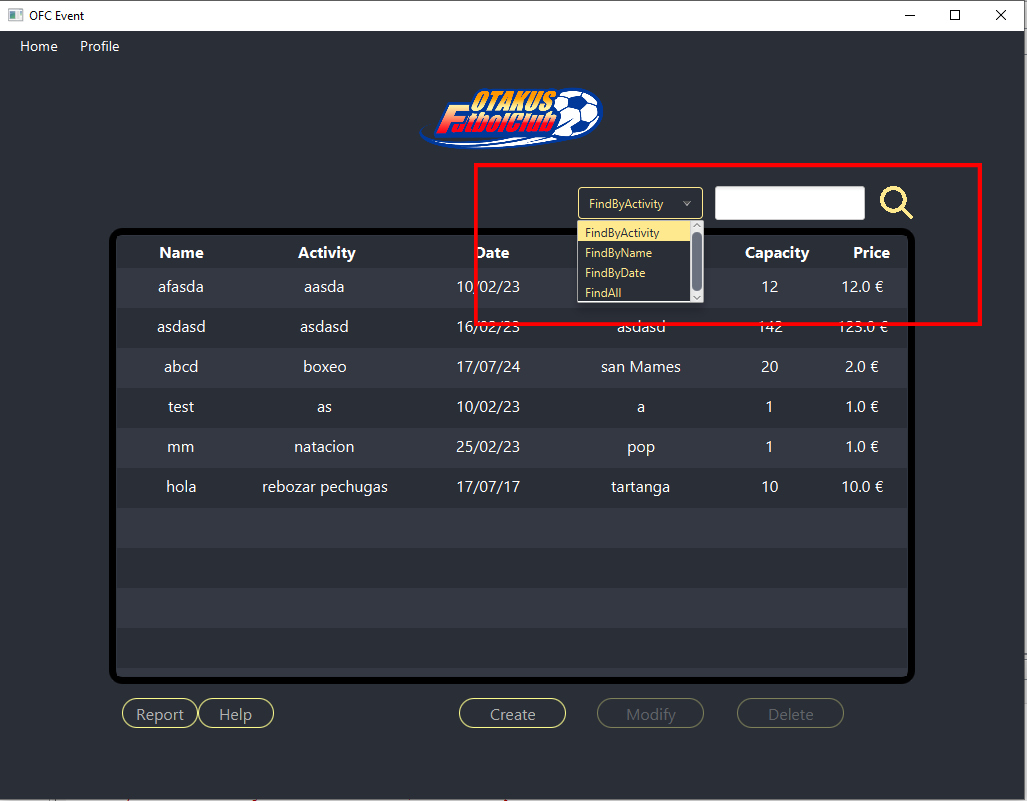 OFC Event
Home Profile
OTAKUS
FutbolClub
FindByActivity
FindByActivity
FindByName
FindByDate
FindAll
Name Activity Date Capacity Price
afasda aasda 10/02/23 12 12.0 €
asdasd asdasd 16/02/23 asdasd 142 123.0 €
abcd boxeo 17/07/24 san Mames 20 2.0 €
test as 10/02/23 a 1 1.0 €
mm natacion 25/02/23 pop 1 1.0 €
hola rebozar pechugas 17/07/17 tartanga 10 10.0 €
Report Help Create Modify Delete